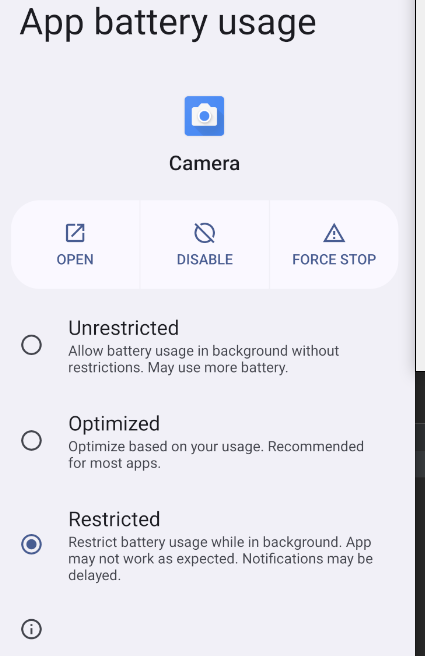 App battery usage
Camera
OPEN
DISABLE
FORCE STOP
Unrestricted
Allow battery usage in background without
restrictions. May use more battery.
Optimized
Optimize based on your usage. Recommended
for most apps.
Restricted
Restrict battery usage while in background. App
may not work as expected. Notifications may be
delayed.